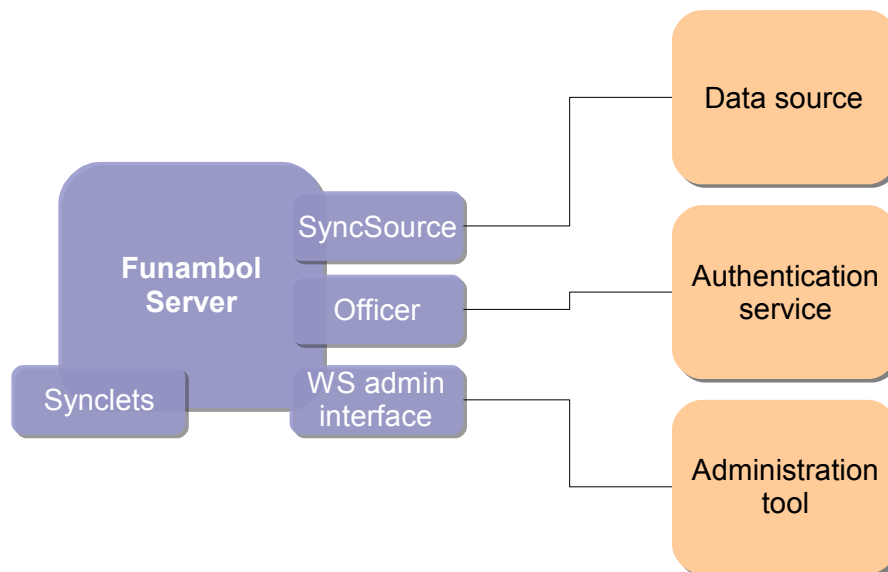 Funambol
Server
SyncSource
Officer
WS admin
interface
Synclets
Data source
Authentication
service
Administration
tool